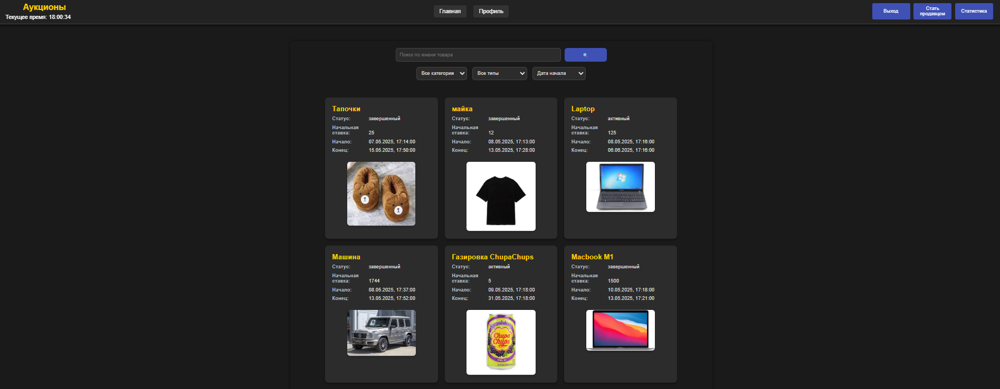 Аукционы
Текущее время: 18:00:34
Главная
Профиль
Выход
Стать
продавцом
Статистика
Поиск по имени товара
Все категории
Все типы
Дата начала
Тапочки
Статус: завершенный
Начальная
ставка: 25
Начало: 07.05.2025, 17:14:00
Конец: 15.05.2025, 17:50:00
майка
Статус: завершенный
Начальная
ставка: 12
Начало: 08.05.2025, 17:13:00
Конец: 13.05.2025, 17:28:00
Laptop
Статус: активный
Начальная
ставка: 125
Начало: 08.05.2025, 17:16:00
Конец: 06.06.2025, 17:16:00
Машина
Статус: завершенный
Начальная
ставка: 1744
Начало: 08.05.2025, 17:37:00
Конец: 13.05.2025, 17:52:00
Газировка ChupaChups
Статус: активный
Начальная
ставка: 5
Начало: 09.05.2025, 17:18:00
Конец: 31.05.2025, 17:18:00
Chupa
Chups
Macbook M1
Статус: завершенный
Начальная
ставка: 1500
Начало: 10.05.2025, 17:18:00
Конец: 13.05.2025, 17:21:00